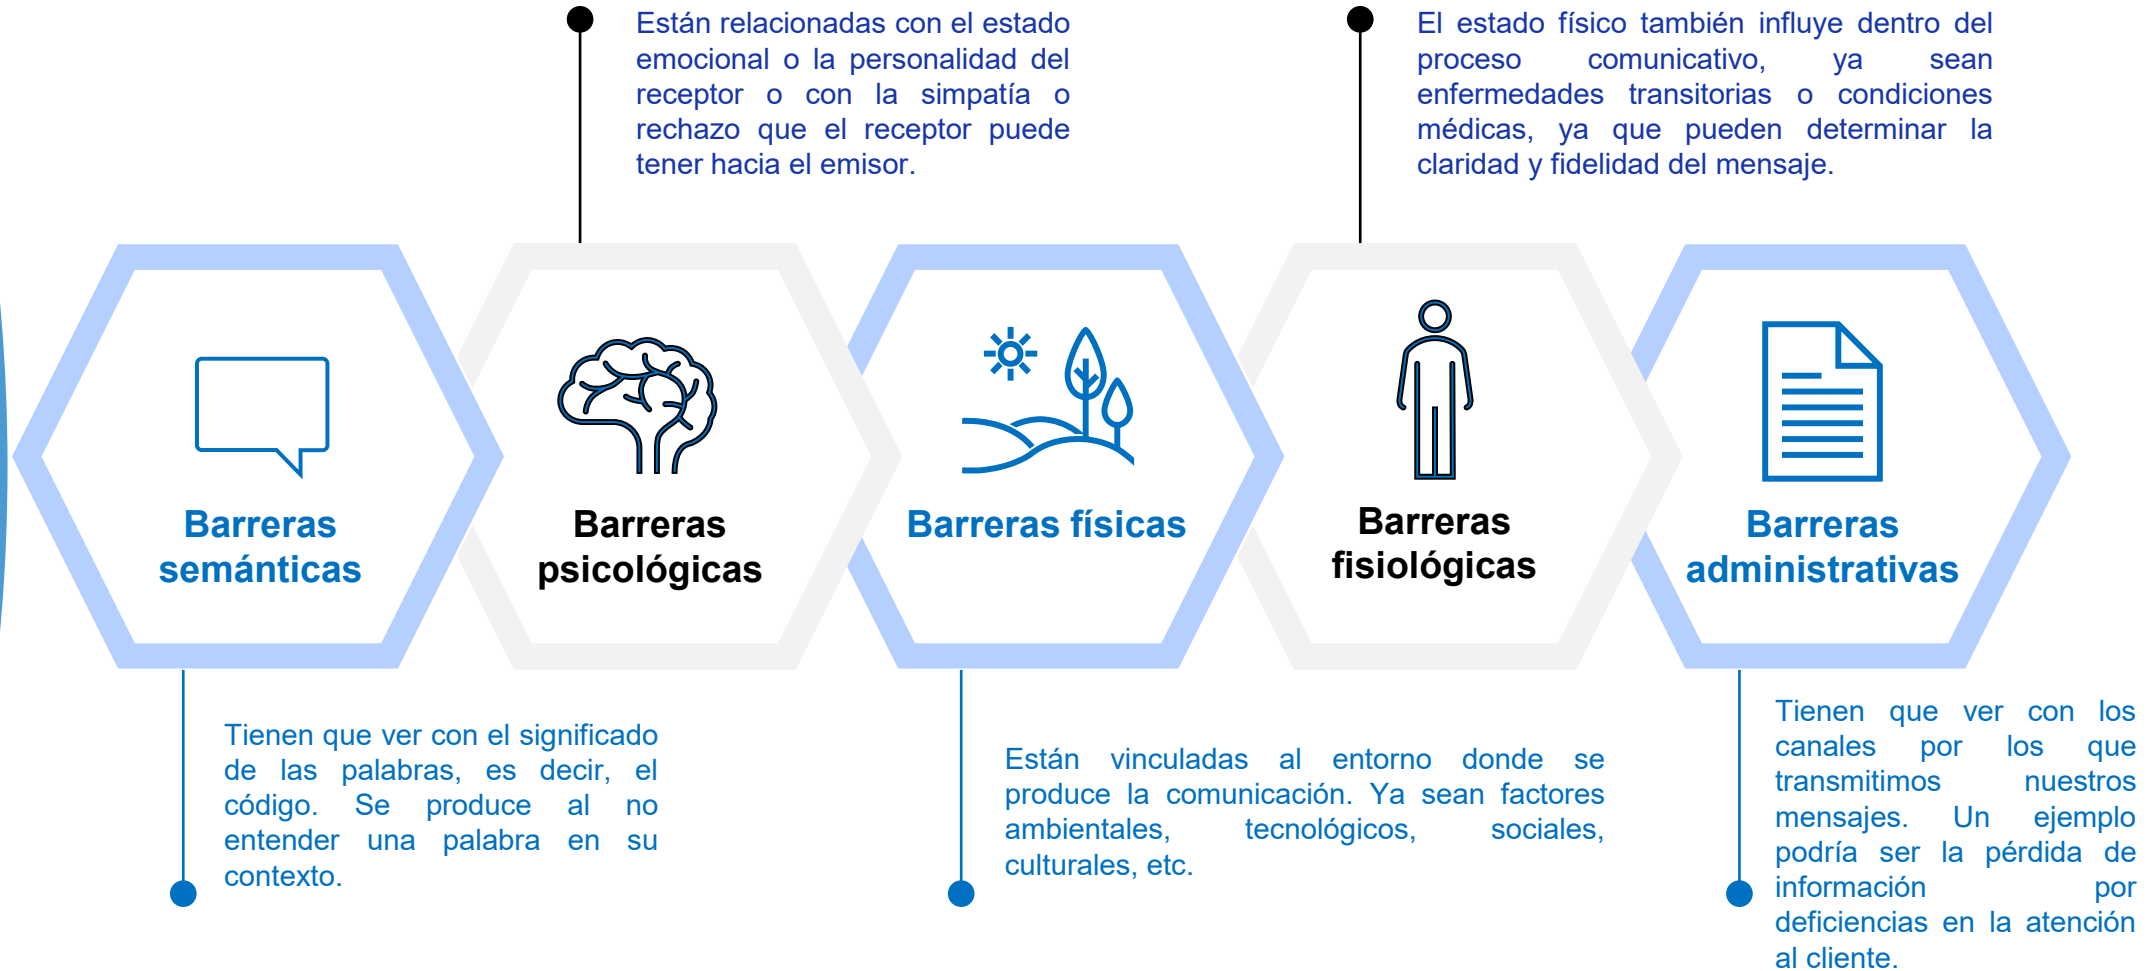 Están relacionadas con el estado
emocional o la personalidad del
receptor o con la simpatía o
rechazo que el receptor puede
tener hacia el emisor.
El estado físico también influye dentro del
proceso comunicativo, ya sean
enfermedades transitorias o condiciones
médicas, ya que pueden determinar la
claridad y fidelidad del mensaje.
Barreras
semánticas
Barreras
psicológicas
Barreras físicas
Barreras
fisiológicas
Barreras
administrativas
Tienen que ver con el significado
de las palabras, es decir, el
código. Se produce al no
entender una palabra en su
contexto.
Están vinculadas al entorno donde se
produce la comunicación. Ya sean factores
ambientales, tecnológicos, sociales,
culturales, etc.
Tienen que ver con los
canales por los que
transmitimos nuestros
mensajes. Un ejemplo
podría ser la pérdida de
información por
deficiencias en la atención
al cliente.